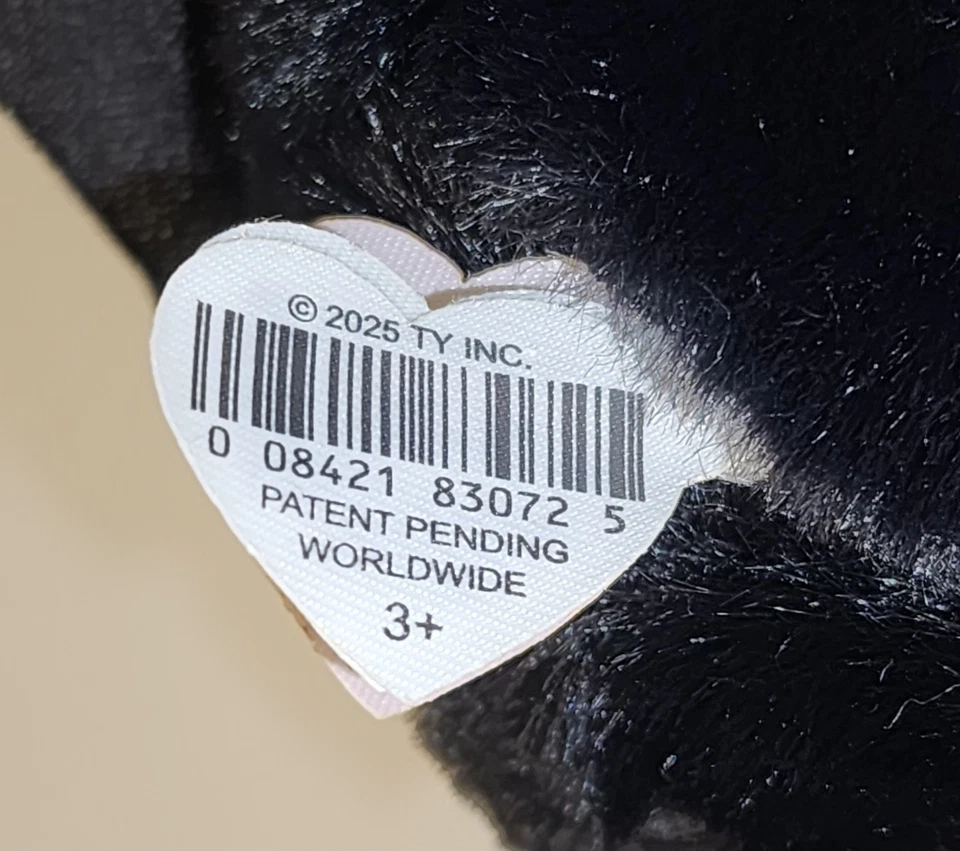 © 2025 TY INC.
0 08421 83072 5
PATENT PENDING
WORLDWIDE
3+